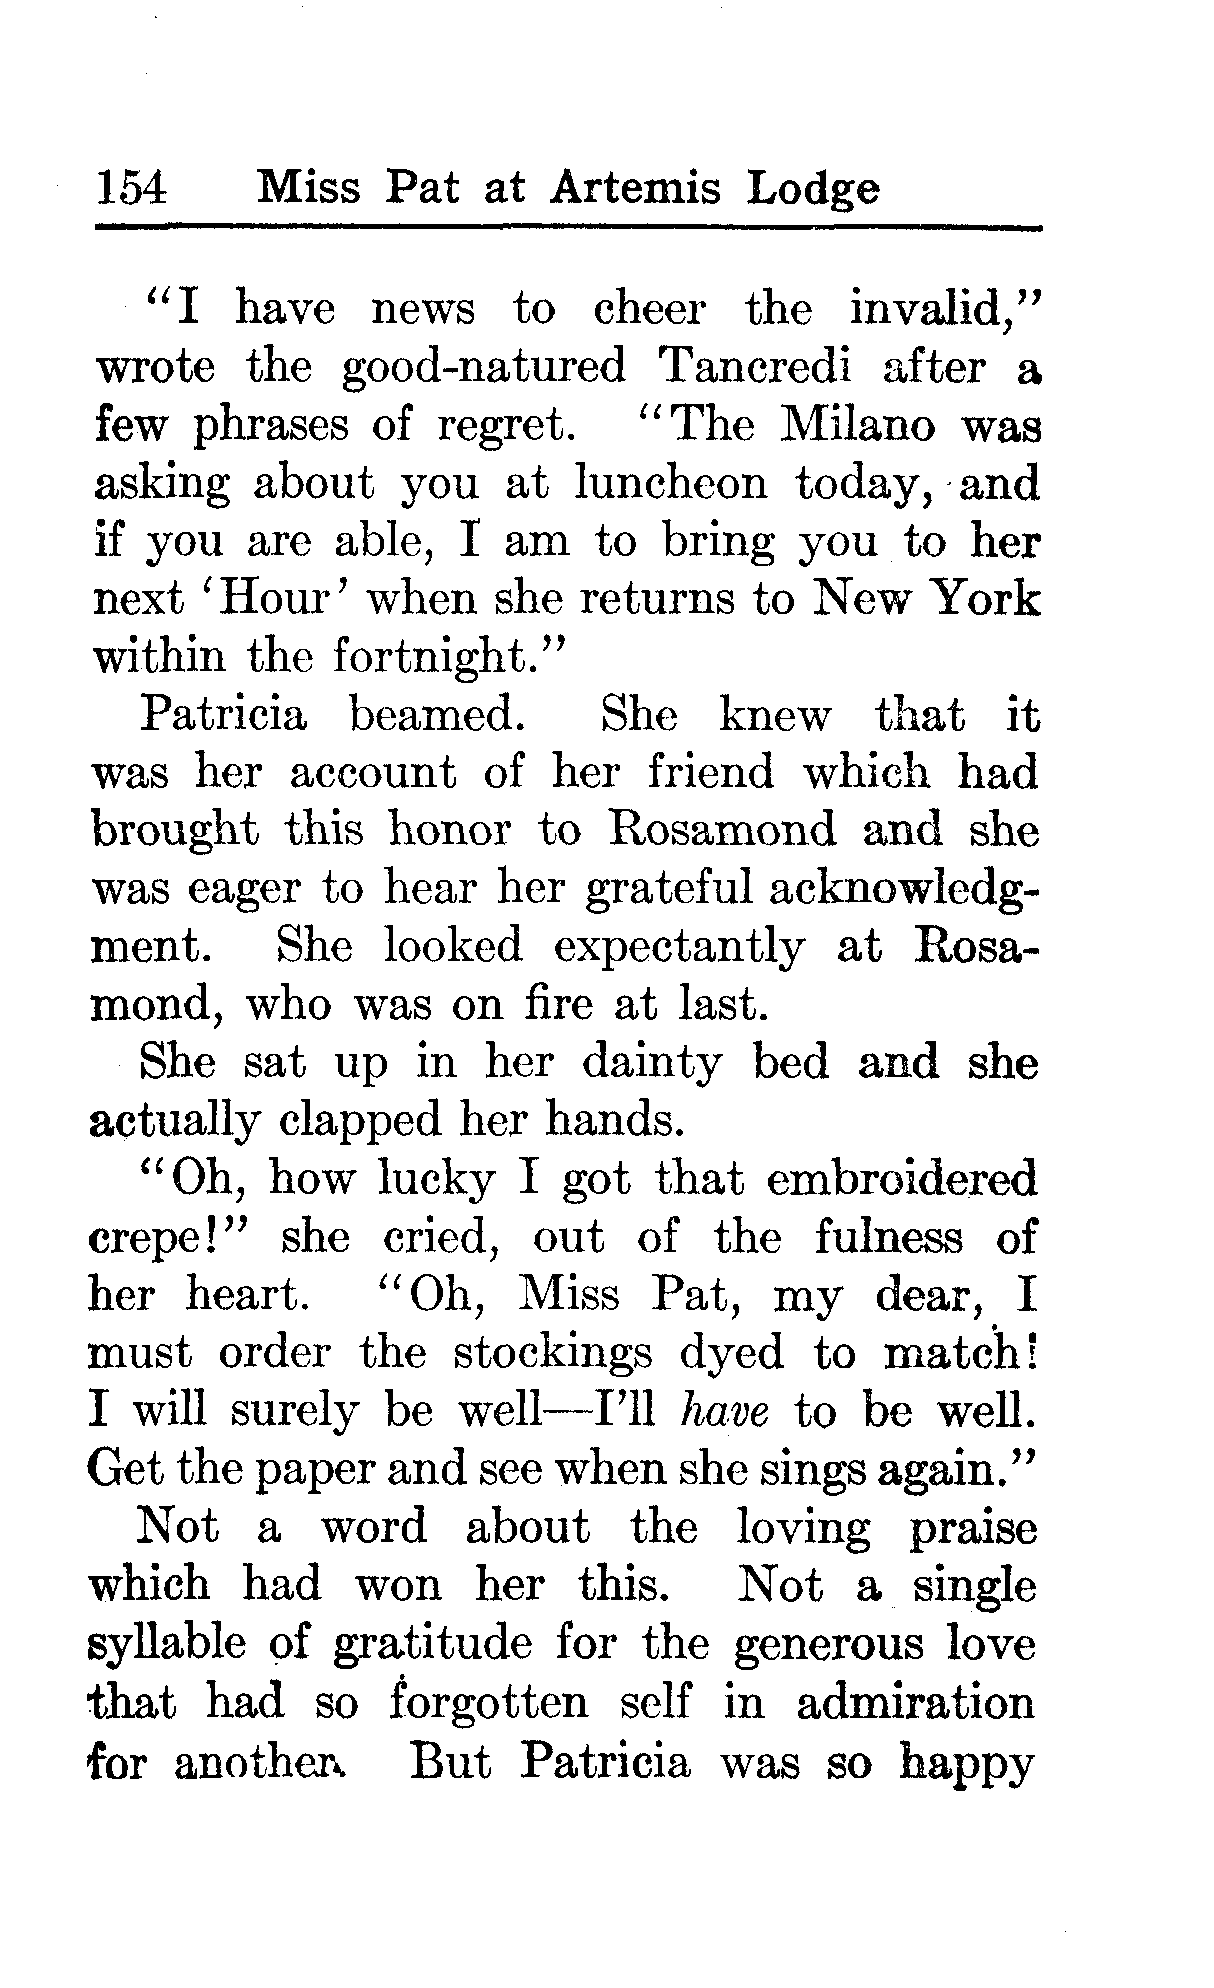 154 Miss Pat at Artemis Lodge
“I have news to cheer the invalid,”
wrote the good-natured Tancredi after a
few phrases of regret. “The Milano was
asking about you at luncheon today, and
if you are able, I am to bring you to her
next ‘Hour’ when she returns to New York
within the fortnight.”
Patricia beamed. She knew that it
was her account of her friend which had
brought this honor to Rosamond and she
was eager to hear her grateful acknowledg-
ment. She looked expectantly at Rosa-
mond, who was on fire at last.
She sat up in her dainty bed and she
actually clapped her hands.
“Oh, how lucky I got that embroidered
crepe!” she cried, out of the fulness of
her heart. “Oh, Miss Pat, my dear, I
must order the stockings dyed to match!
I will surely be well—I’ll have to be well.
Get the paper and see when she sings again.”
Not a word about the loving praise
which had won her this. Not a single
syllable of gratitude for the generous love
that had so forgotten self in admiration
for another. But Patricia was so happy